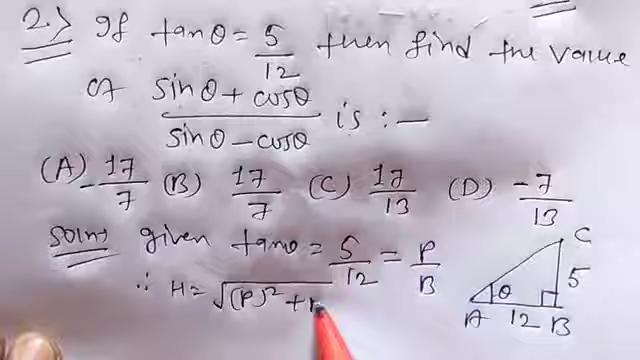 2.> If tanθ = 5/12 then find the value
of sinθ + cosθ / sinθ - cosθ is :-
(A) -17/7 (B) 17/7 (C) 17/13 (D) -7/13
Soln, given tanθ = 5/12 = P/B
∴ H = √(P)² +
C
5
θ
A 12 B